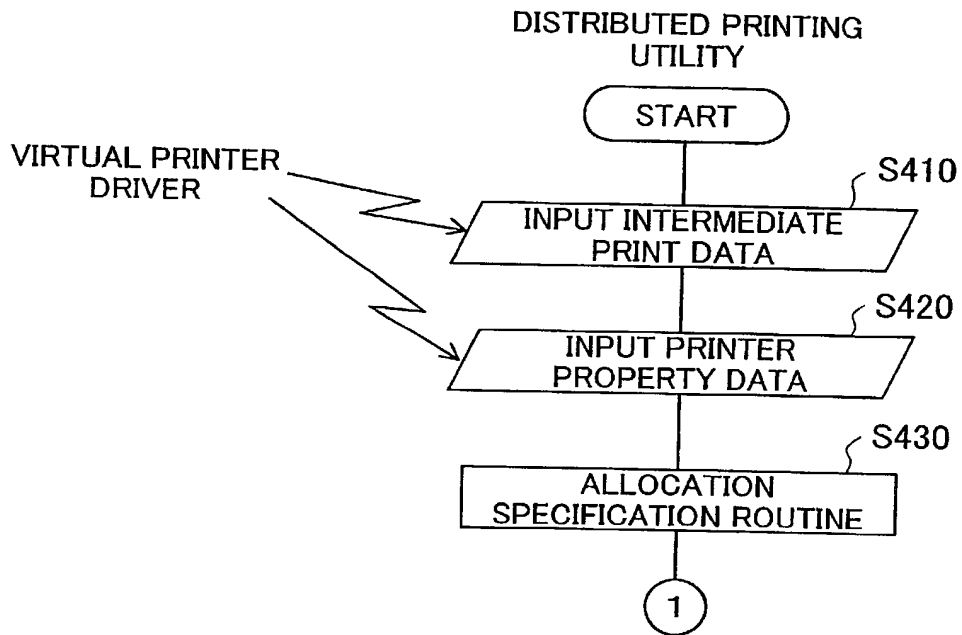 DISTRIBUTED PRINTING
UTILITY
START
VIRTUAL PRINTER
DRIVER
S410
INPUT INTERMEDIATE
PRINT DATA
S420
INPUT PRINTER
PROPERTY DATA
S430
ALLOCATION
SPECIFICATION ROUTINE
1